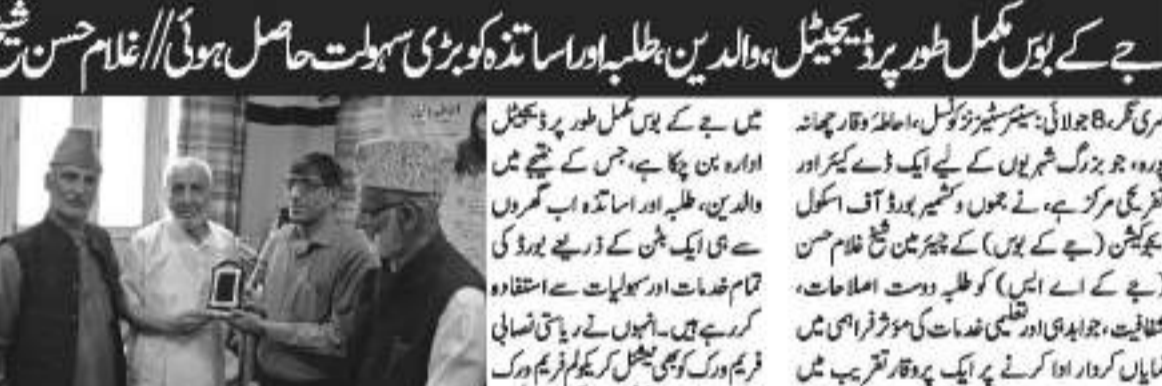 جے کے بوس مکمل طور پر ڈیجیٹل، والدین، طلبہ اور اساتذہ کو بڑی سہولت حاصل ہوئی // غلام حسن شیخ
سری نگر، 8 جولائی: سینئر سٹیزنز کونسل، احاطۂ وقار چھانہ
پورہ، جو بزرگ شہریوں کے لیے ایک ڈے کیئر اور
تفریحی مرکز ہے، نے جموں و کشمیر بورڈ آف اسکول
ایجوکیشن (جے کے بوس) کے چیئرمین شیخ غلام حسن
(جے کے اے ایس) کو طلبہ دوست اصلاحات،
شفافیت، جوابدہی اور تعلیمی خدمات کی مؤثر فراہمی میں
نمایاں کردار ادا کرنے پر ایک پروقار تقریب میں
میں جے کے بوس مکمل طور پر ڈیجیٹل
ادارہ بن چکا ہے، جس کے نتیجے میں
والدین، طلبہ اور اساتذہ اب گھروں
سے ہی ایک بٹن کے ذریعے بورڈ کی
تمام خدمات اور سہولیات سے استفادہ
کر رہے ہیں۔ انہوں نے ریاستی نصابی
فریم ورک کو بھی نیشنل کریکولم فریم ورک